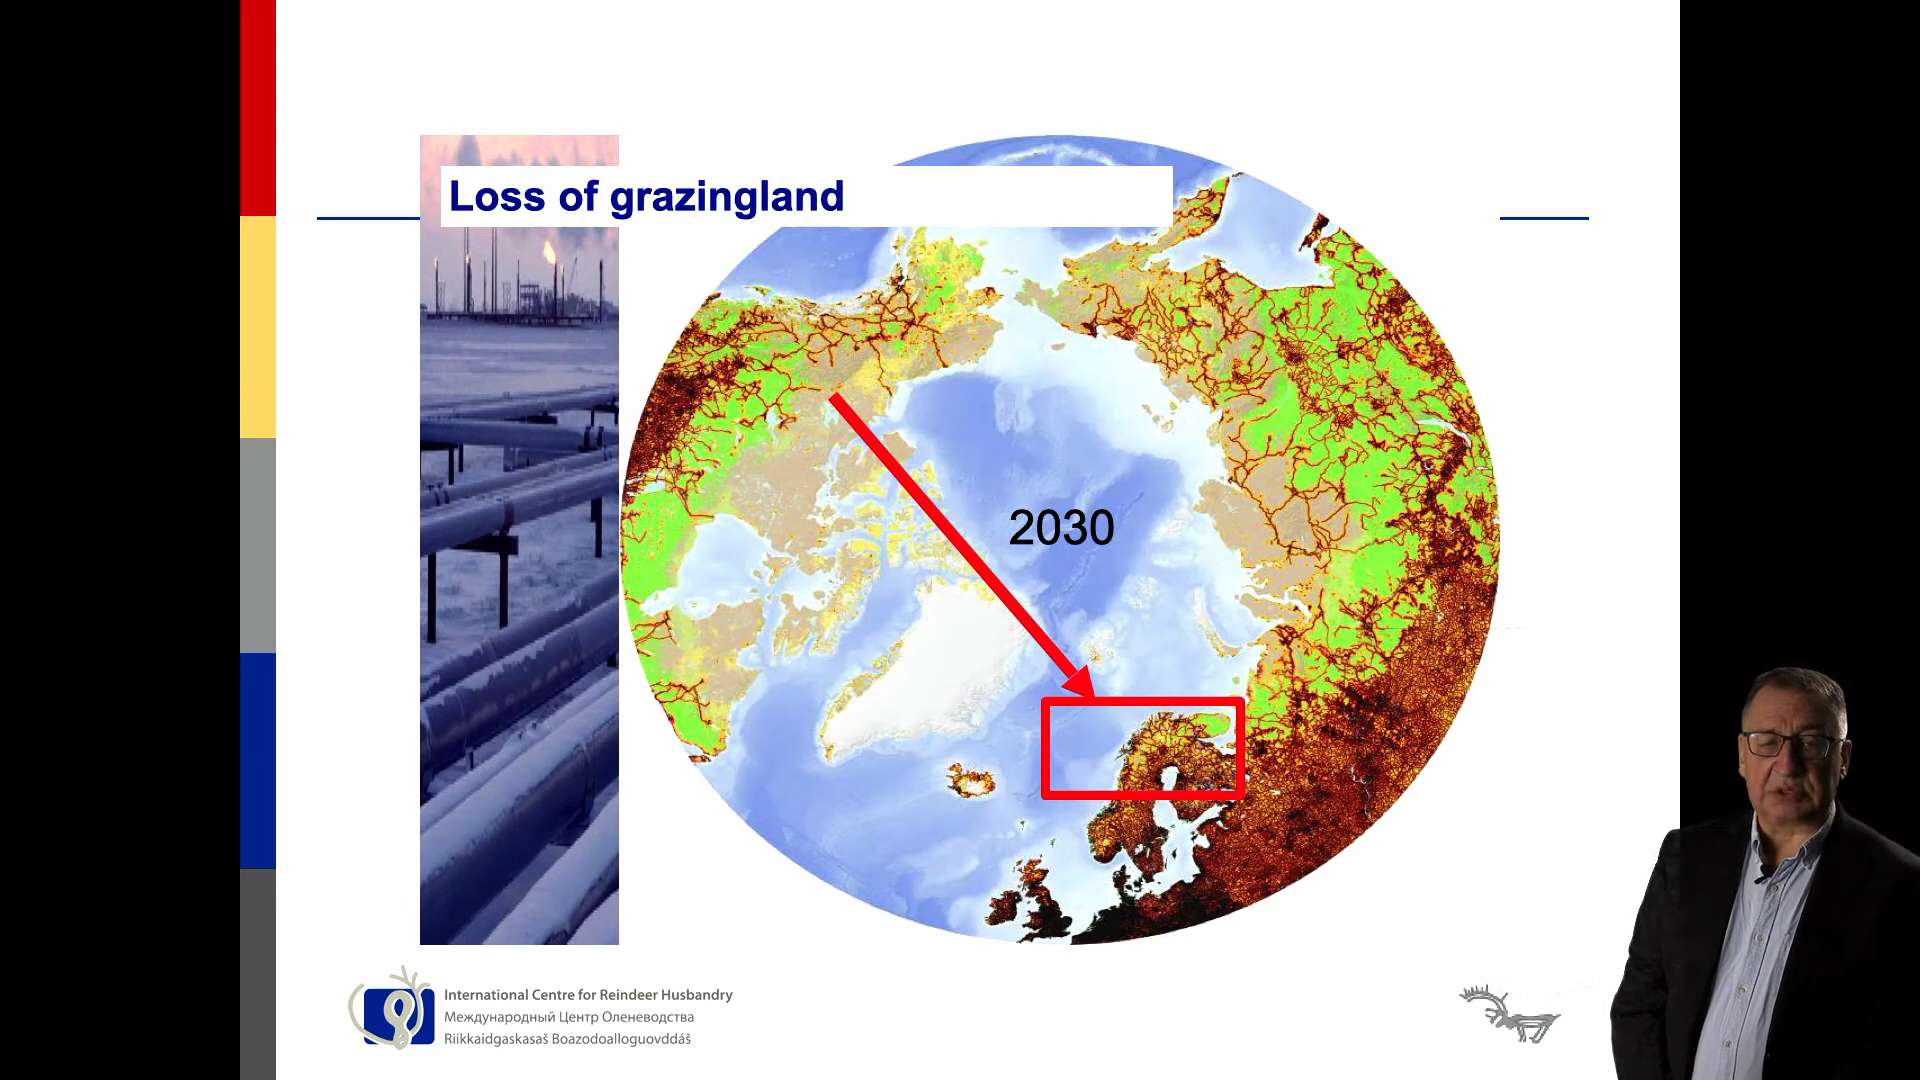 Loss of grazingland
2030
International Centre for Reindeer Husbandry
Международный Центр Оленеводства
Riikkaidgaskasaš Boazodoalloguovddáš